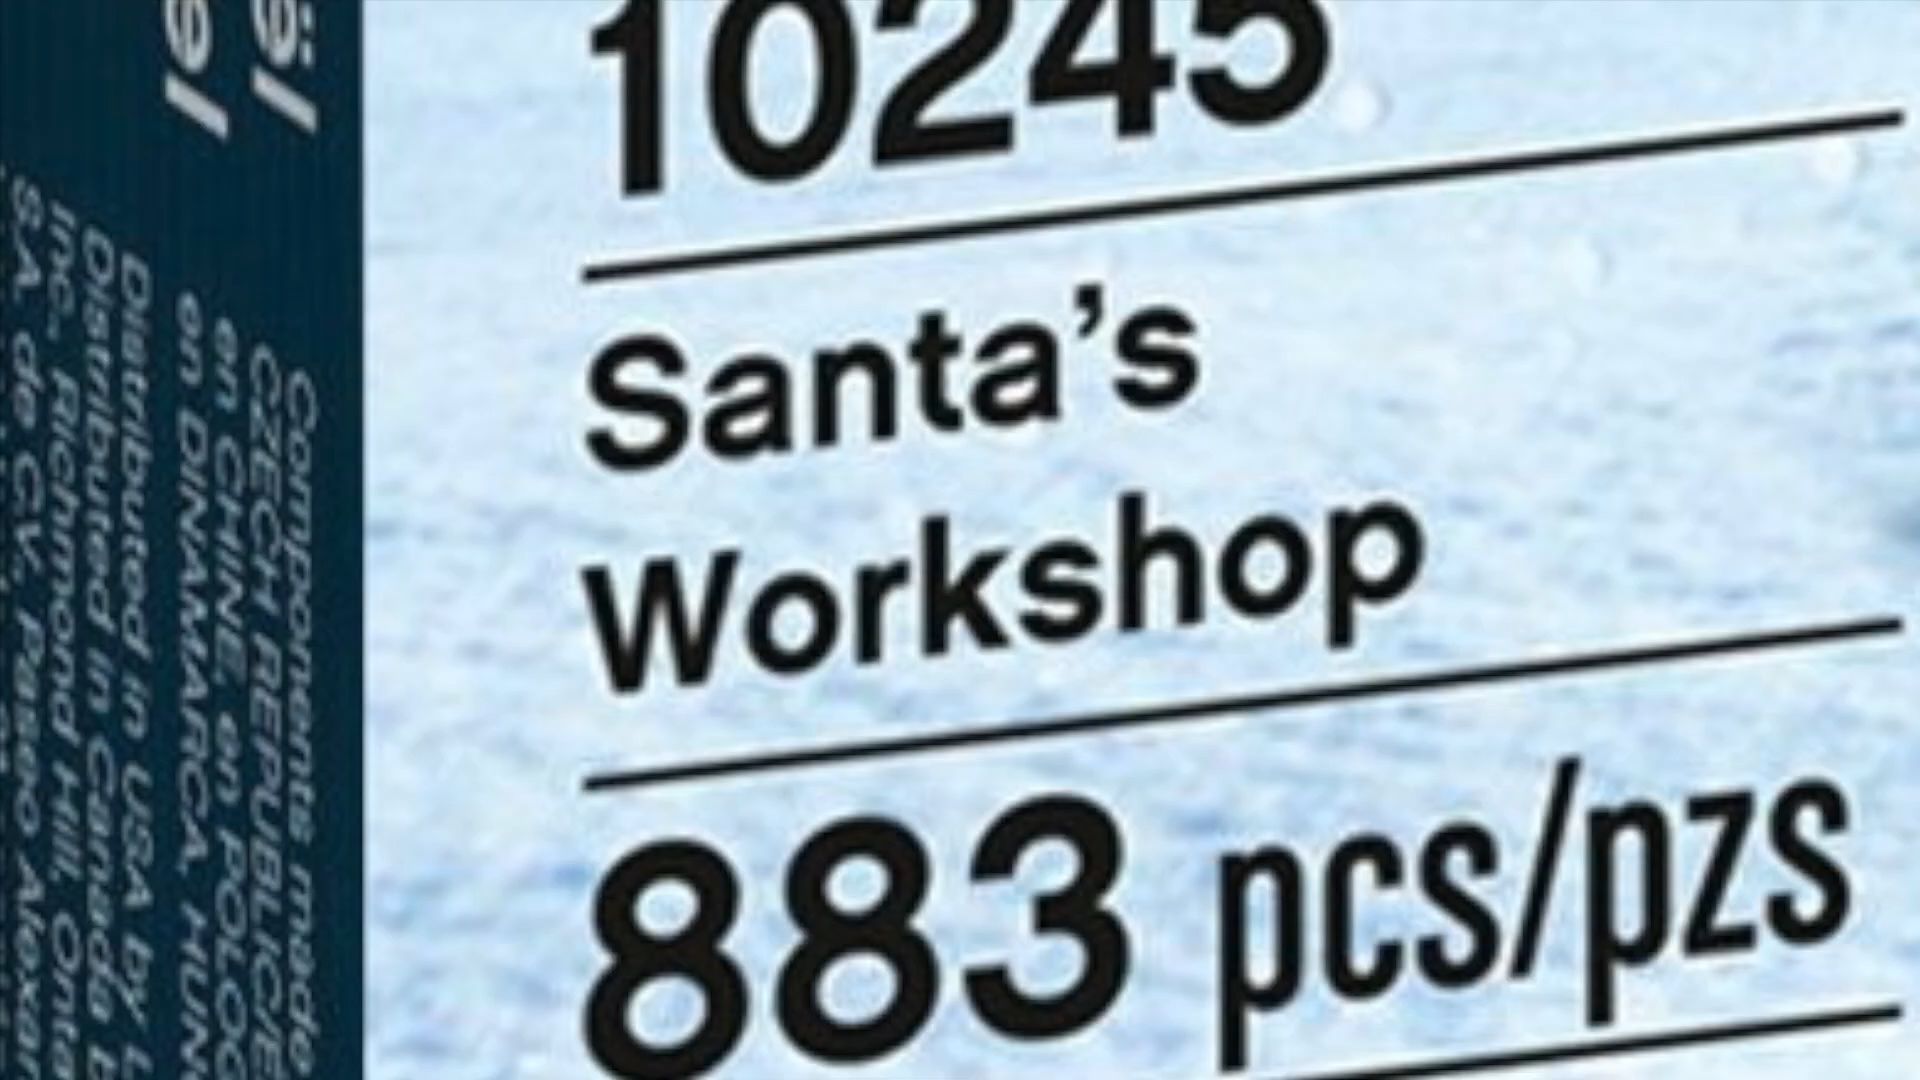 10245
Santa's
Workshop
883 pcs/pzs
Components made
CZECH REPUBLIC/E
en CHINE, en POLOG
en DINAMARCA, HUN
Distributed in USA by L
Distributed in Canada b
Inc., Richmond Hill, Onta
S.A. de C.V., Paseo Alexan